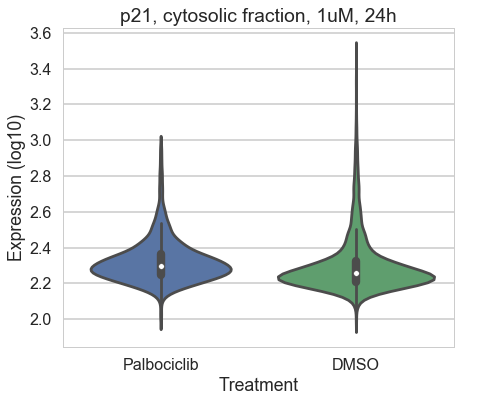 p21, cytosolic fraction, 1uM, 24h
Expression (log10)
3.6
3.4
3.2
3.0
2.8
2.6
2.4
2.2
2.0
Palbociclib DMSO
Treatment